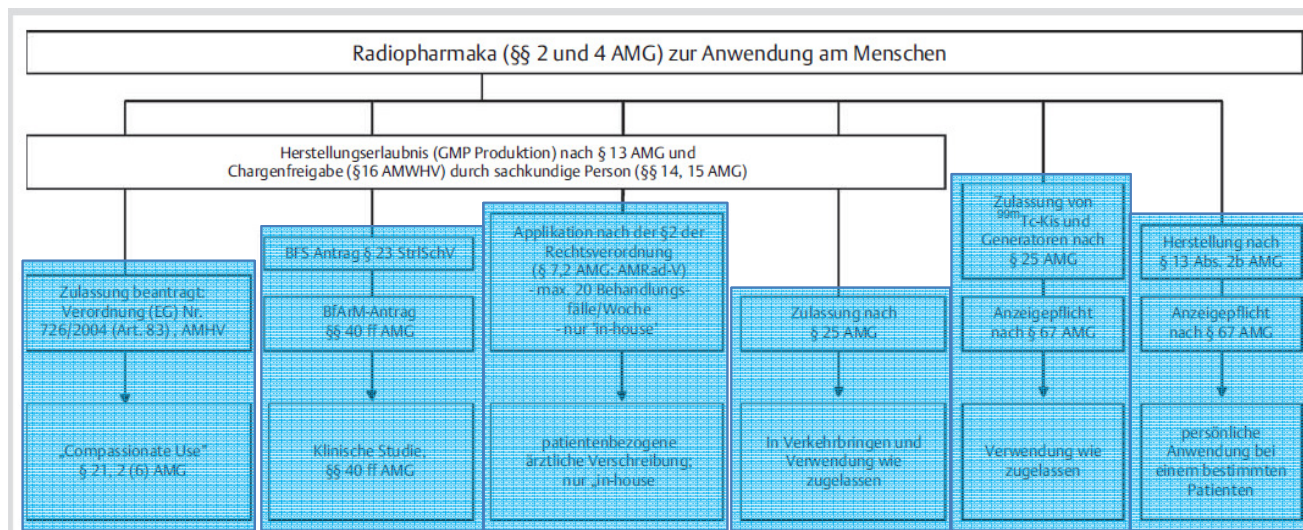 Radiopharmaka (§§ 2 und 4 AMG) zur Anwendung am Menschen
Herstellungserlaubnis (GMP Produktion) nach § 13 AMG und
Chargenfreigabe (§16 AMWHV) durch sachkundige Person (§§ 14, 15 AMG)
Zulassung beantragt:
Verordnung (EG) Nr.
726/2004 (Art. 83) , AMHV
„Compassionate Use"
§ 21, 2 (6) AMG
BFS Antrag § 23 StrlSchV
BfArM-Antrag
§§ 40 ff AMG
Klinische Studie,
§§ 40 ff AMG
Applikation nach der §2 der
Rechtsverordnung
(§ 7,2 AMG: AMRad-V)
- max. 20 Behandlungs-
fälle/Woche
- nur 'in-house'
patientenbezogene
ärztliche Verschreibung;
nur „in-house
Zulassung nach
§ 25 AMG
In Verkehrbringen und
Verwendung wie
zugelassen
Zulassung von
99mTc-Kis und
Generatoren nach
§ 25 AMG
Anzeigepflicht
nach § 67 AMG
Verwendung wie
zugelassen
Herstellung nach
§ 13 Abs. 2b AMG
Anzeigepflicht
nach § 67 AMG
persönliche
Anwendung bei
einem bestimmten
Patienten